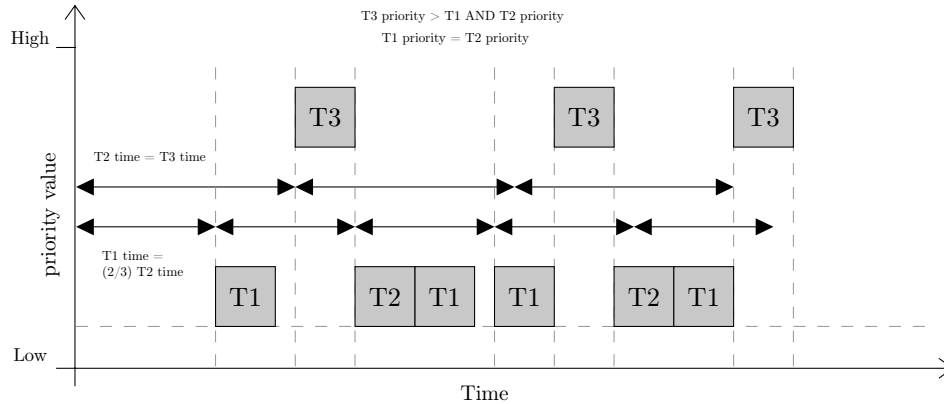 T3 priority > T1 AND T2 priority
T1 priority = T2 priority
High
T3
T3
T3
T2 time = T3 time
priority value
T1 time =
(2/3) T2 time
T1
T2
T1
T1
T2
T1
Low
Time